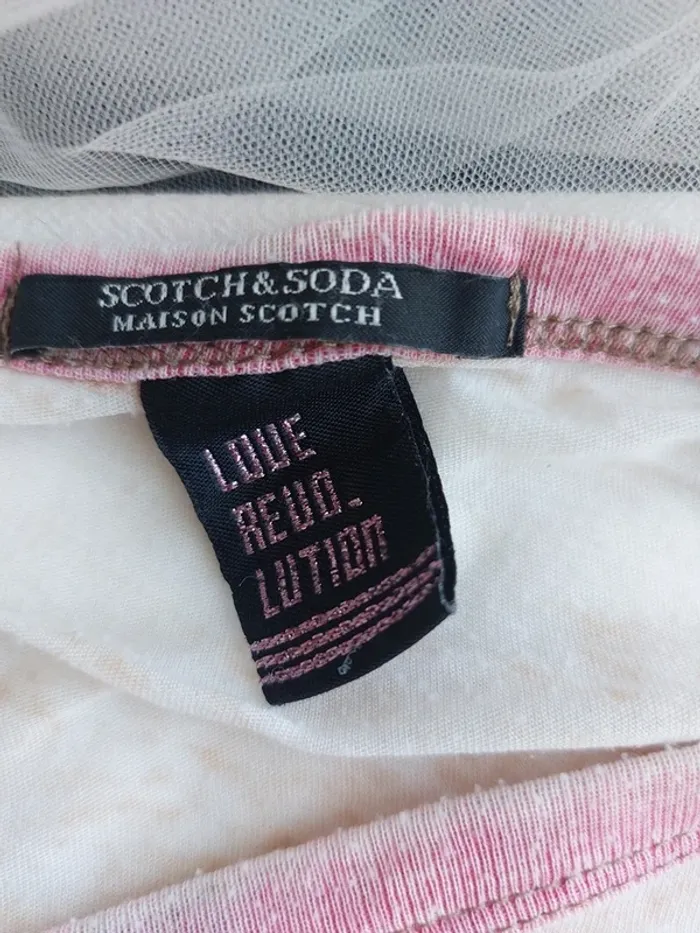 SCOTCH & SODA
MAISON SCOTCH
LOVE
REVO-
LUTION